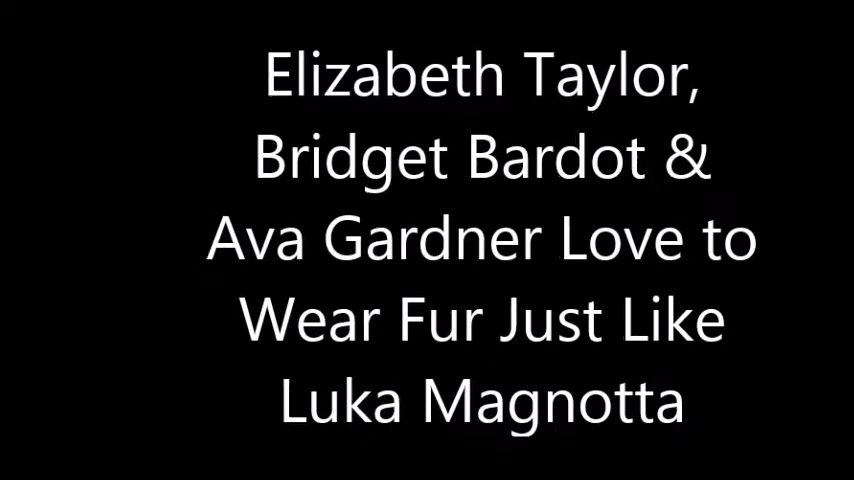 Elizabeth Taylor,
Bridget Bardot &
Ava Gardner Love to
Wear Fur Just Like
Luka Magnotta